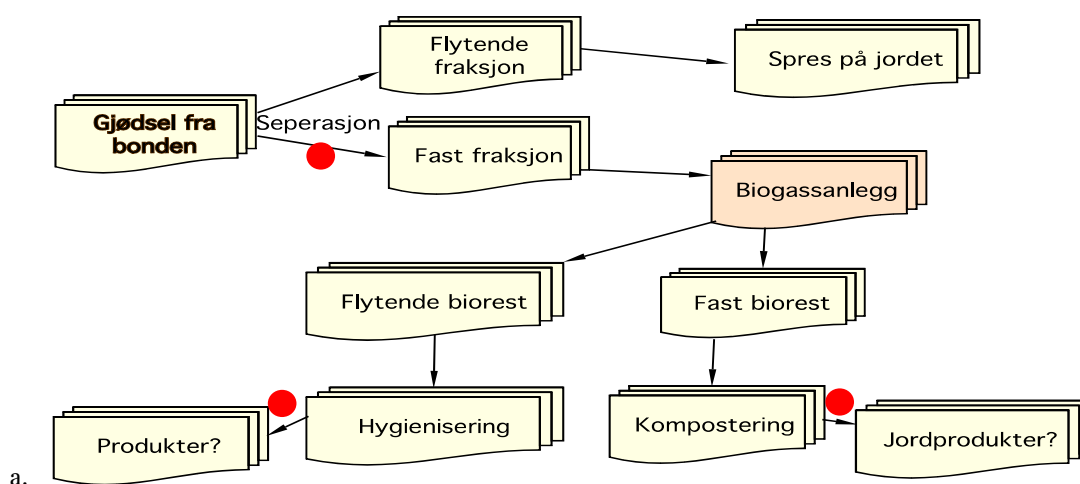 Flytende
fraksjon
Spres på jordet
Gjødsel fra
bonden
Seperasjon
Fast fraksjon
Biogassanlegg
Flytende biorest
Fast biorest
Hygienisering
Kompostering
Produkter?
Jordprodukter?
a.